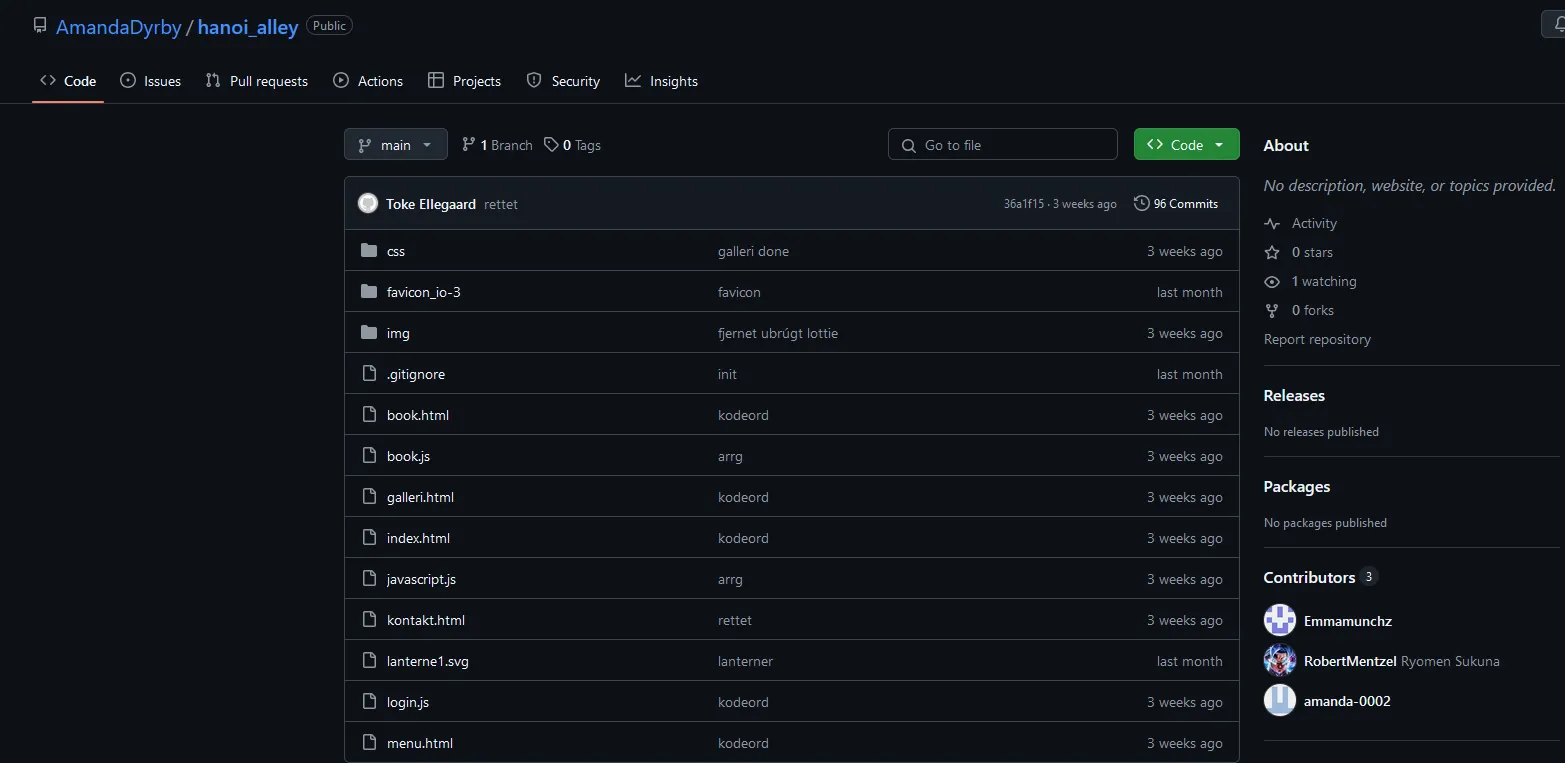 AmandaDyrby / hanoi_alley Public
Code Issues Pull requests Actions Projects Security Insights
main 1 Branch 0 Tags Go to file Code
Toke Ellegaard rettet 36a1f15 · 3 weeks ago 96 Commits
css galleri done 3 weeks ago
favicon_io-3 favicon last month
img fjernet ubrúgt lottie 3 weeks ago
.gitignore init last month
book.html kodeord 3 weeks ago
book.js arrg 3 weeks ago
galleri.html kodeord 3 weeks ago
index.html kodeord 3 weeks ago
javascript.js arrg 3 weeks ago
kontakt.html rettet 3 weeks ago
lanterne1.svg lanterner last month
login.js kodeord 3 weeks ago
menu.html kodeord 3 weeks ago
About
No description, website, or topics provided.
Activity
0 stars
1 watching
0 forks
Report repository
Releases
No releases published
Packages
No packages published
Contributors 3
Emmamunchz
RobertMentzel Ryomen Sukuna
amanda-0002